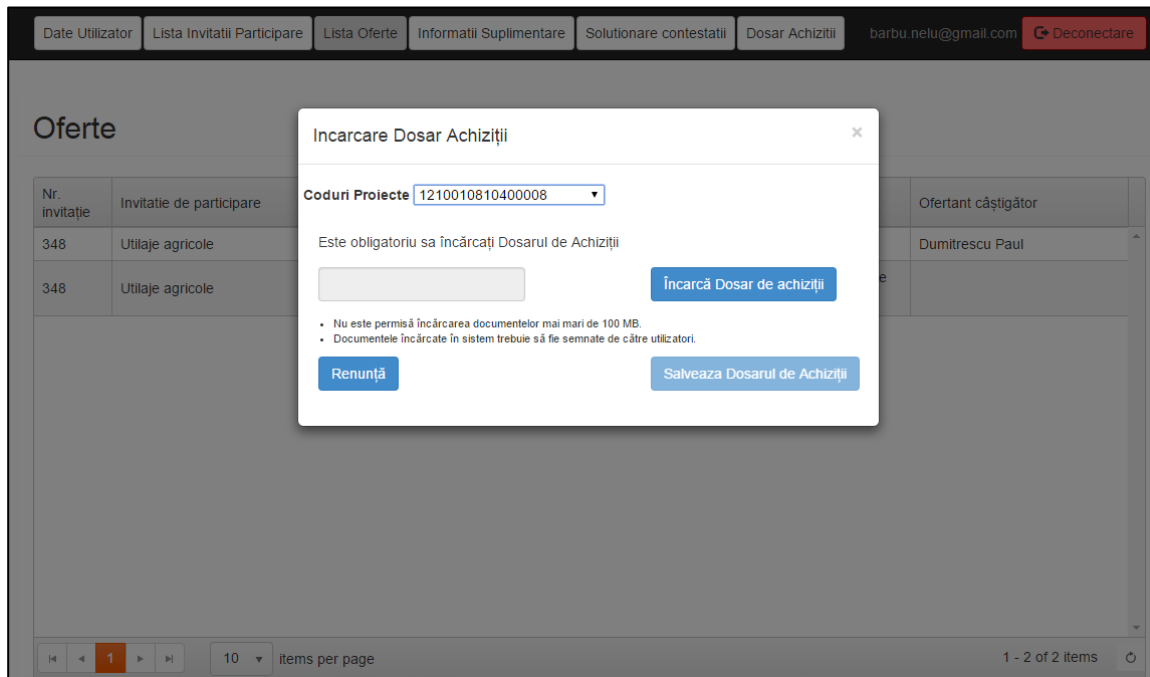 Date Utilizator Lista Invitatii Participare Lista Oferte Informatii Suplimentare Solutionare contestatii Dosar Achizitii barbu.nelu@gmail.com Deconectare
Oferte
Incarcare Dosar Achiziții ×
Coduri Proiecte 1210010810400008
Nr. invitație Invitatie de participare Ofertant câștigător
Este obligatoriu sa încărcați Dosarul de Achiziții
348 Utilaje agricole Dumitrescu Paul
Încarcă Dosar de achiziții
348 Utilaje agricole e
• Nu este permisă încărcarea documentelor mai mari de 100 MB.
• Documentele încărcate în sistem trebuie să fie semnate de către utilizatori.
Renunță Salveaza Dosarul de Achiziții
1 10 items per page 1 - 2 of 2 items